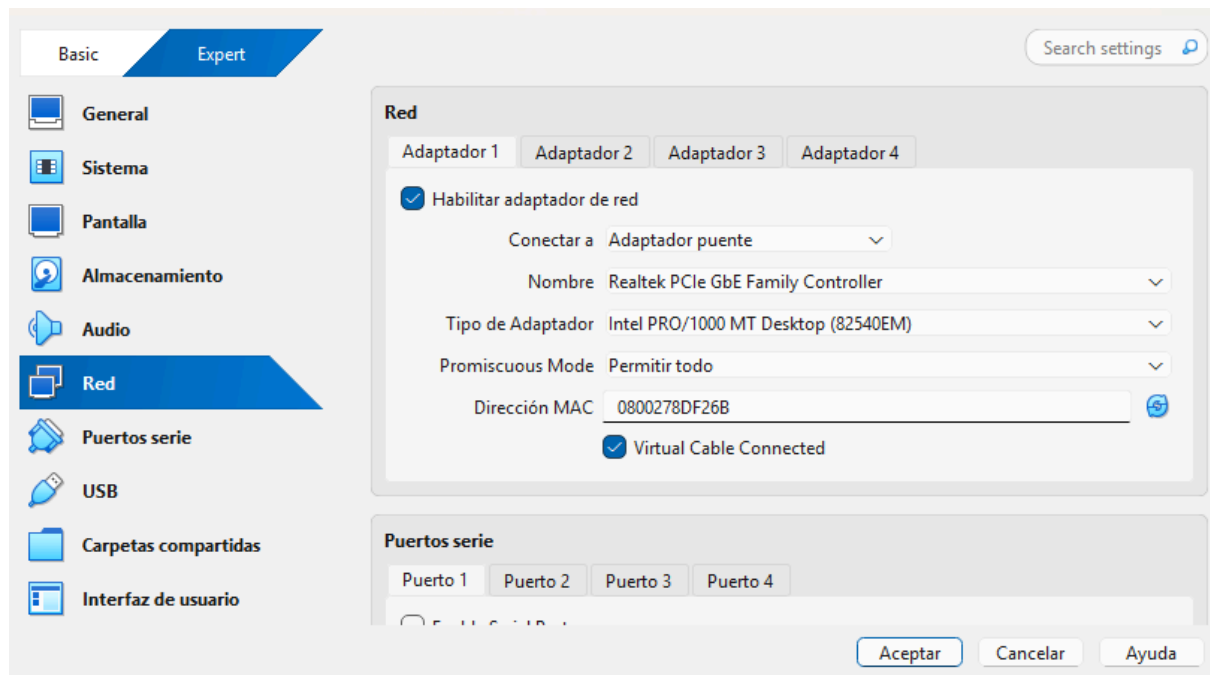 Basic Expert Search settings
General
Sistema
Pantalla
Almacenamiento
Audio
Red
Puertos serie
USB
Carpetas compartidas
Interfaz de usuario
Red
Adaptador 1 Adaptador 2 Adaptador 3 Adaptador 4
Habilitar adaptador de red
Conectar a Adaptador puente
Nombre Realtek PCIe GbE Family Controller
Tipo de Adaptador Intel PRO/1000 MT Desktop (82540EM)
Promiscuous Mode Permitir todo
Dirección MAC 0800278DF26B
Virtual Cable Connected
Puertos serie
Puerto 1 Puerto 2 Puerto 3 Puerto 4
Aceptar Cancelar Ayuda